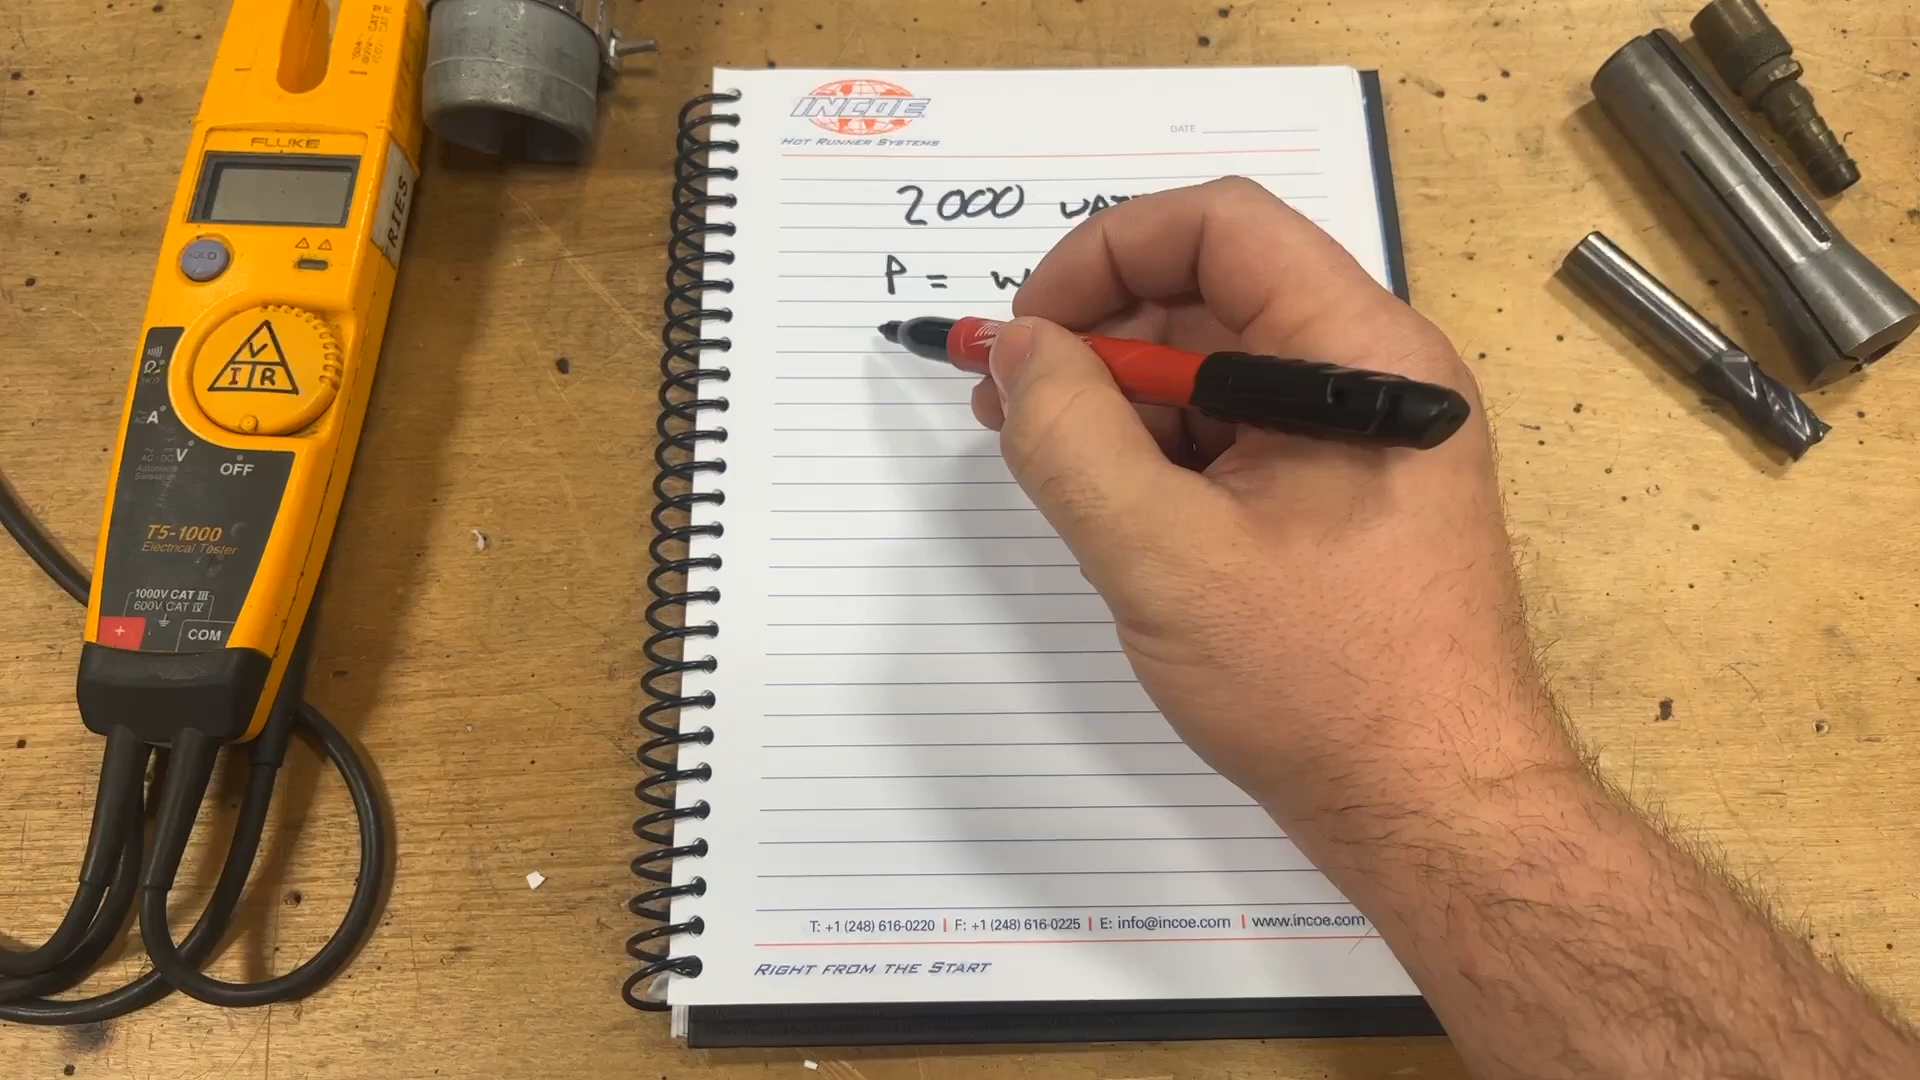 FLUKE
RIES
HOLD
V
I R
A
V
OFF
T5-1000
Electrical Tester
1000V CAT III
600V CAT IV
+
COM
INCOE
HOT RUNNER SYSTEMS
DATE
2000
P =
T: +1 (248) 616-0220 | F: +1 (248) 616-0225 | E: info@incoe.com | www.incoe.com
RIGHT FROM THE START